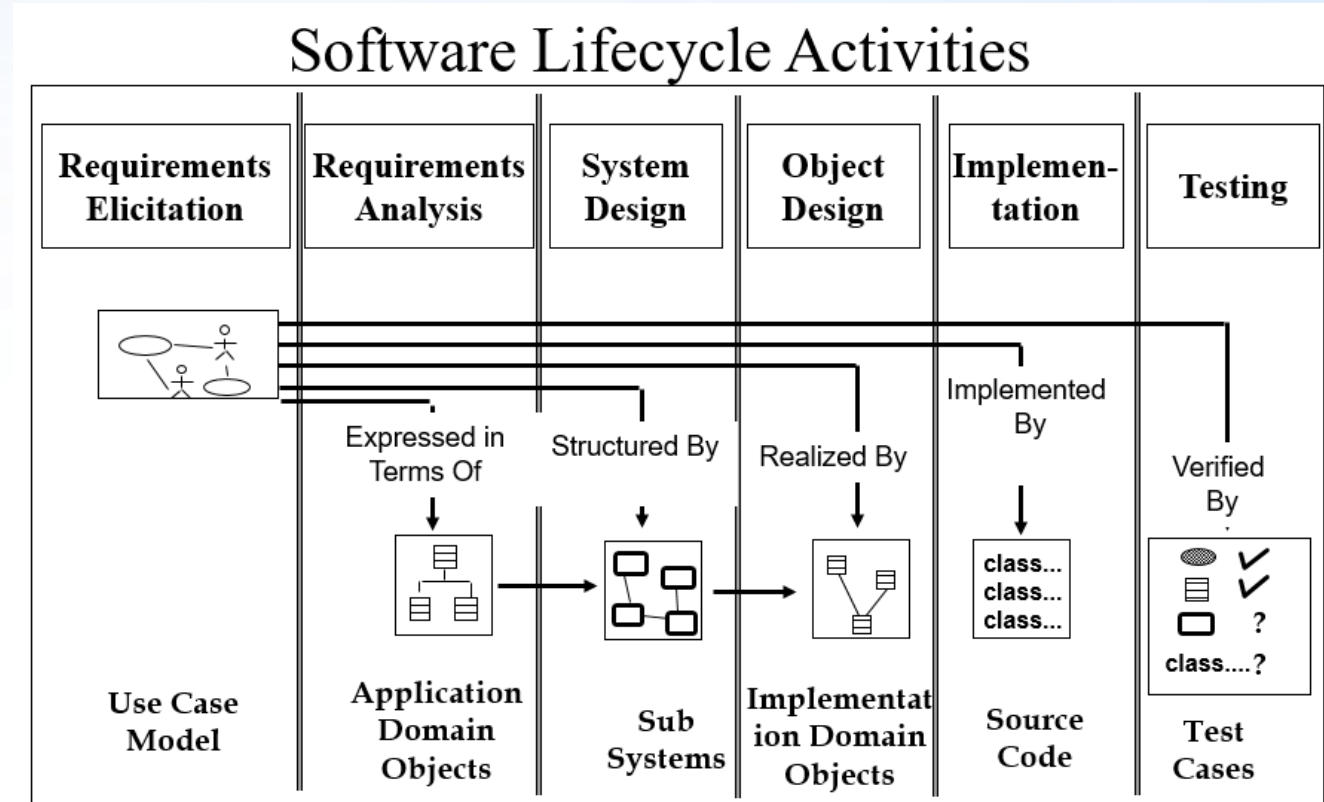 Software Lifecycle Activities
Requirements
Elicitation
Requirements
Analysis
System
Design
Object
Design
Implemen-
tation
Testing
Expressed in
Terms Of
Structured By
Realized By
Implemented
By
Verified
By
class...
class...
class...
?
class....?
Use Case
Model
Application
Domain
Objects
Sub
Systems
Implementat
ion Domain
Objects
Source
Code
Test
Cases